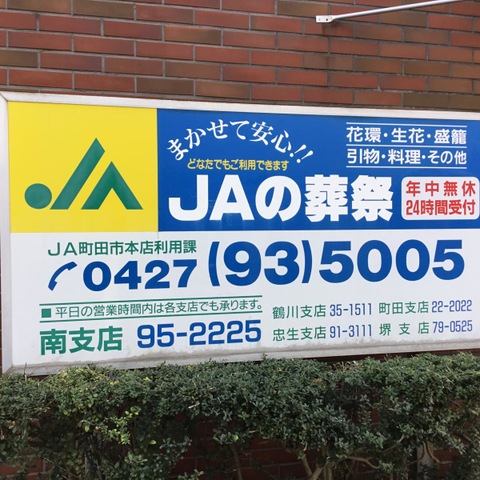 JA
まかせて安心!!
どなたでもご利用できます
花環・生花・盛籠
引物・料理・その他
JAの葬祭
年中無休
24時間受付
JA町田市本店利用課
0427(93)5005
■平日の営業時間内は各支店でも承ります。
南支店 95-2225
鶴川支店 35-1511 町田支店 22-2022
忠生支店 91-3111 堺支店 79-0525